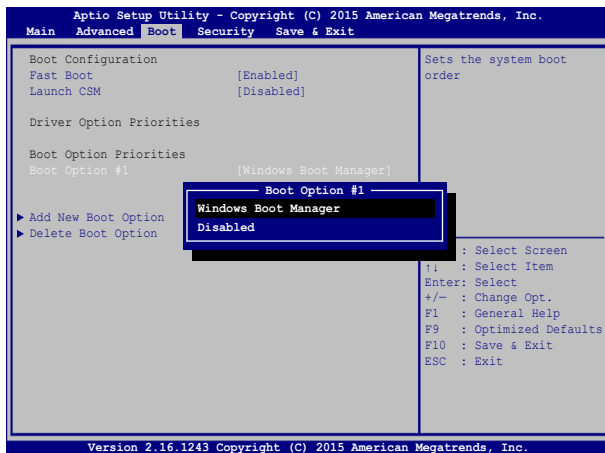 Aptio Setup Utility - Copyright (C) 2015 American Megatrends, Inc.
Main Advanced Boot Security Save & Exit
Boot Configuration
Fast Boot [Enabled]
Launch CSM [Disabled]
Driver Option Priorities
Boot Option Priorities
Boot Option #1 [Windows Boot Manager]
Boot Option #1
Windows Boot Manager
Disabled
▶ Add New Boot Option
▶ Delete Boot Option
Sets the system boot
order
: Select Screen
↑↓ : Select Item
Enter: Select
+/— : Change Opt.
F1 : General Help
F9 : Optimized Defaults
F10 : Save & Exit
ESC : Exit
Version 2.16.1243 Copyright (C) 2015 American Megatrends, Inc.